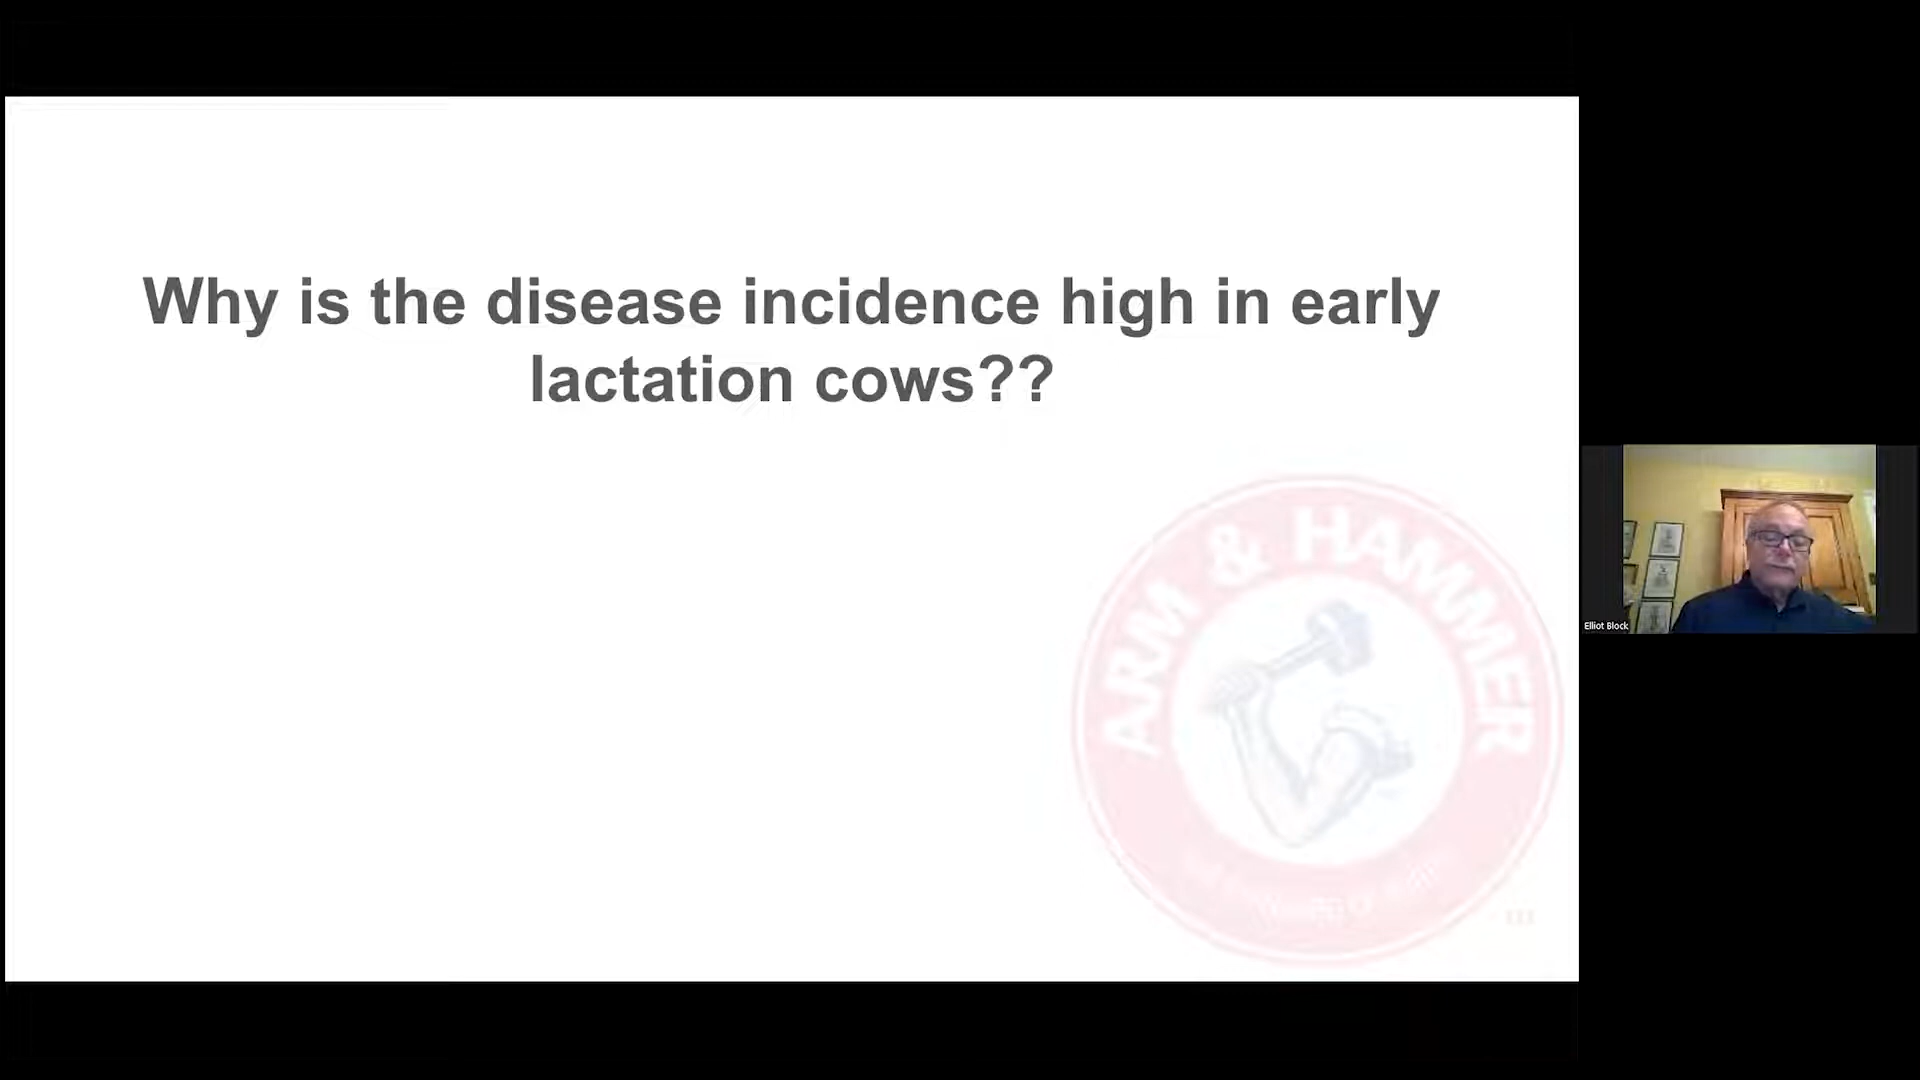 Why is the disease incidence high in early
lactation cows??
ARM & HAMMER
Elliot Block